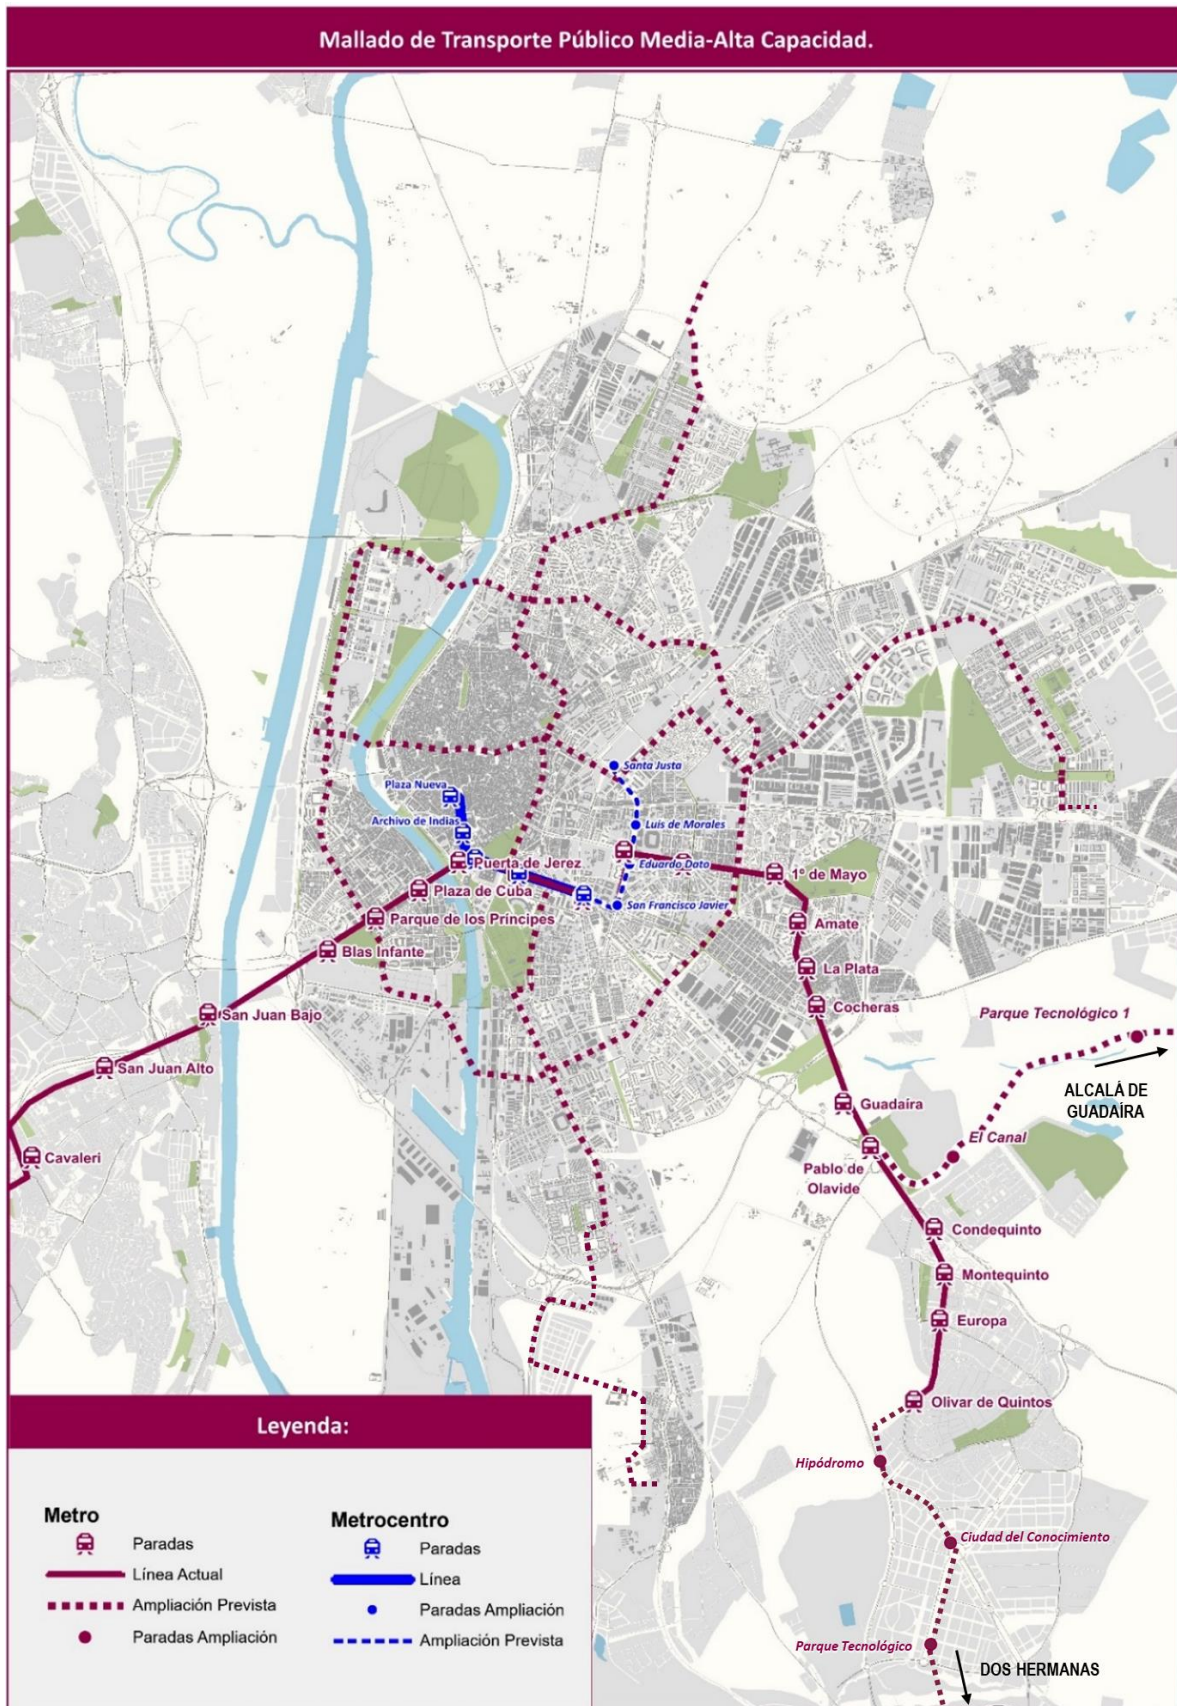 Mallado de Transporte Público Media-Alta Capacidad.
Santa Justa
Plaza Nueva
Luis de Morales
Archivo de Indias
Puerta de Jerez
Eduardo Dato
1º de Mayo
Plaza de Cuba
San Francisco Javier
Parque de los Principes
Amate
Blas Infante
La Plata
Cocheras
San Juan Bajo
Parque Tecnológico 1
San Juan Alto
ALCALÁ DE
GUADAÍRA
Guadaira
El Canal
Cavaleri
Pablo de
Olavide
Condequinto
Montequinto
Europa
Olivar de Quintos
Hipódromo
Ciudad del Conocimiento
Parque Tecnológico
DOS HERMANAS
Leyenda:
Metro
Paradas
Línea Actual
Ampliación Prevista
Paradas Ampliación
Metrocentro
Paradas
Línea
Paradas Ampliación
Ampliación Prevista